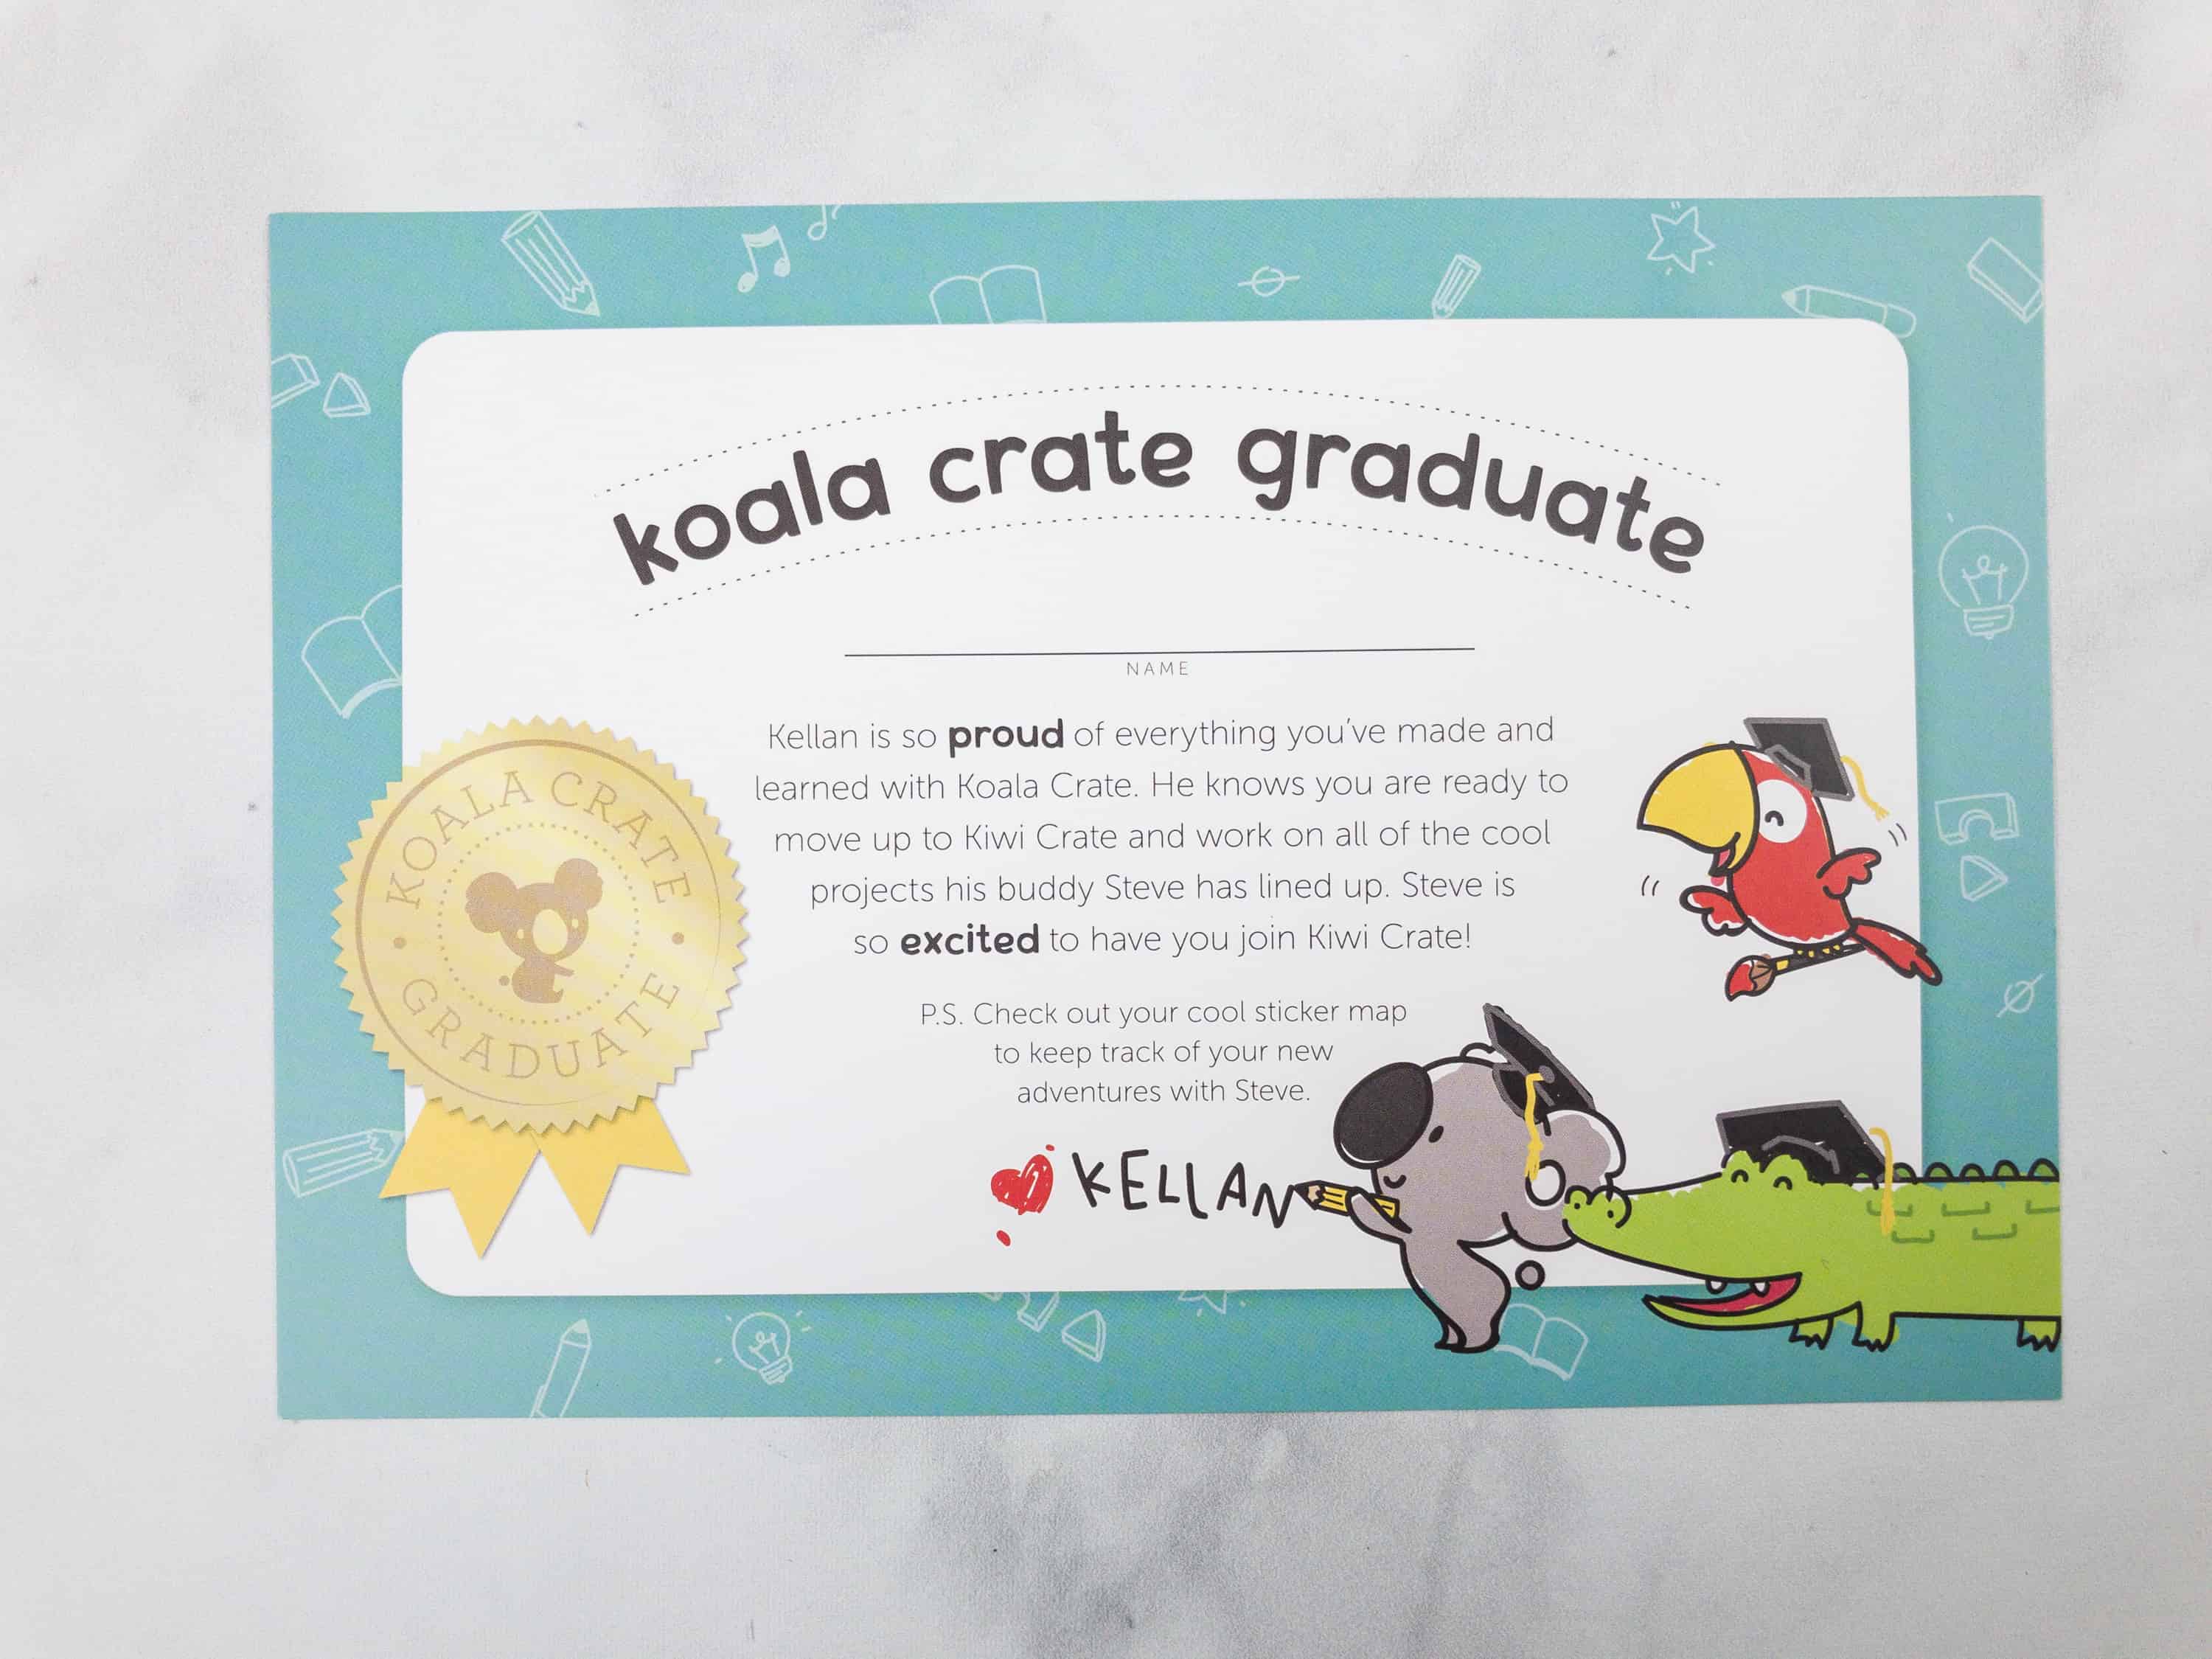 koala crate graduate
NAME
Kellan is so proud of everything you've made and
learned with Koala Crate. He knows you are ready to
move up to Kiwi Crate and work on all of the cool
projects his buddy Steve has lined up. Steve is
so excited to have you join Kiwi Crate!
P.S. Check out your cool sticker map
to keep track of your new
adventures with Steve.
KELLAN
KOALA CRATE
GRADUATE